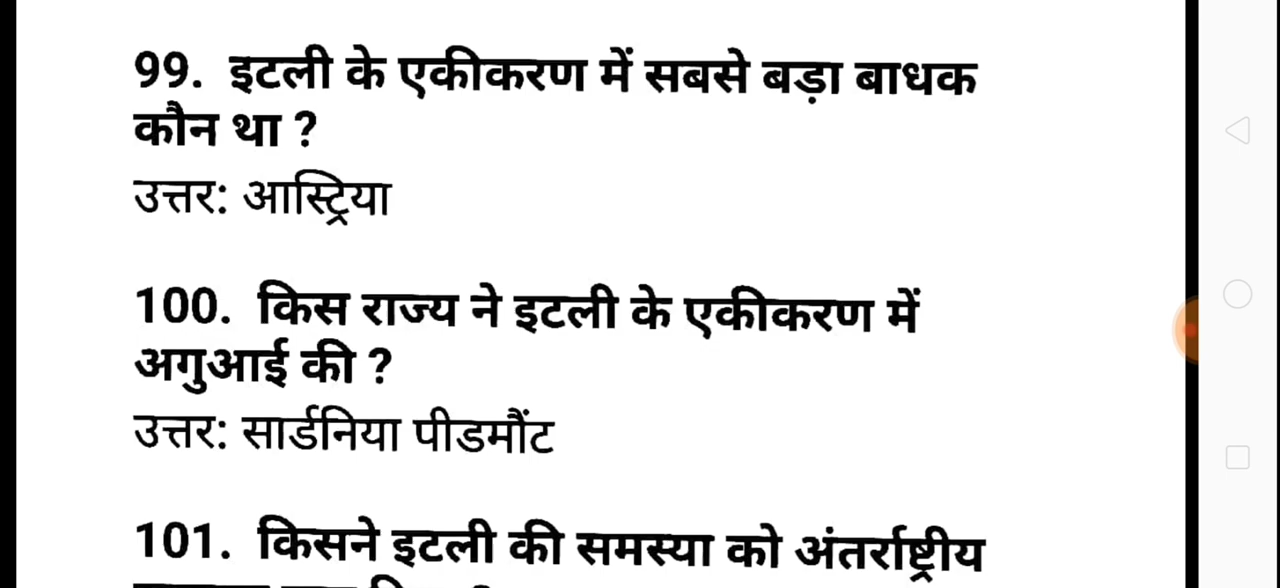 99. इटली के एकीकरण में सबसे बड़ा बाधक
कौन था ?
उत्तर: आस्ट्रिया
100. किस राज्य ने इटली के एकीकरण में
अगुआई की ?
उत्तर: सार्डनिया पीडमौंट
101. किसने इटली की समस्या को अंतर्राष्ट्रीय